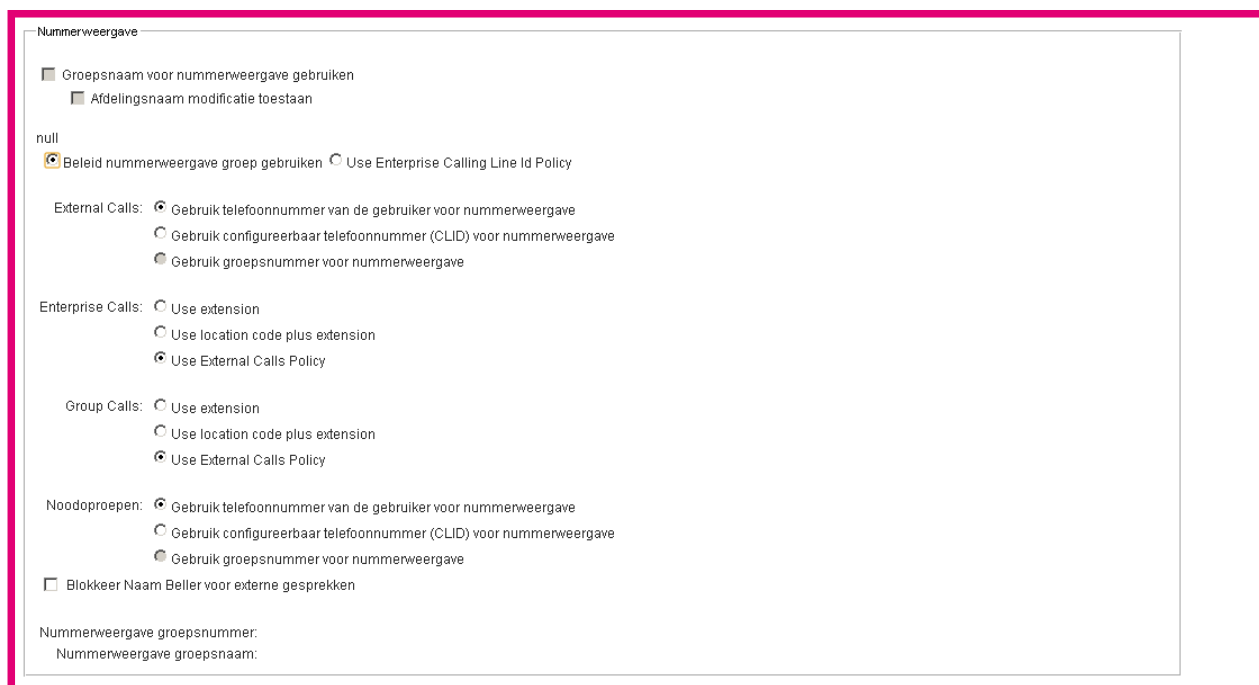 Nummerweergave
Groepsnaam voor nummerweergave gebruiken
Afdelingsnaam modificatie toestaan
null
Beleid nummerweergave groep gebruiken Use Enterprise Calling Line Id Policy
External Calls: Gebruik telefoonnummer van de gebruiker voor nummerweergave
Gebruik configureerbaar telefoonnummer (CLID) voor nummerweergave
Gebruik groepsnummer voor nummerweergave
Enterprise Calls: Use extension
Use location code plus extension
Use External Calls Policy
Group Calls: Use extension
Use location code plus extension
Use External Calls Policy
Noodoproepen: Gebruik telefoonnummer van de gebruiker voor nummerweergave
Gebruik configureerbaar telefoonnummer (CLID) voor nummerweergave
Gebruik groepsnummer voor nummerweergave
Blokkeer Naam Beller voor externe gesprekken
Nummerweergave groepsnummer:
Nummerweergave groepsnaam: